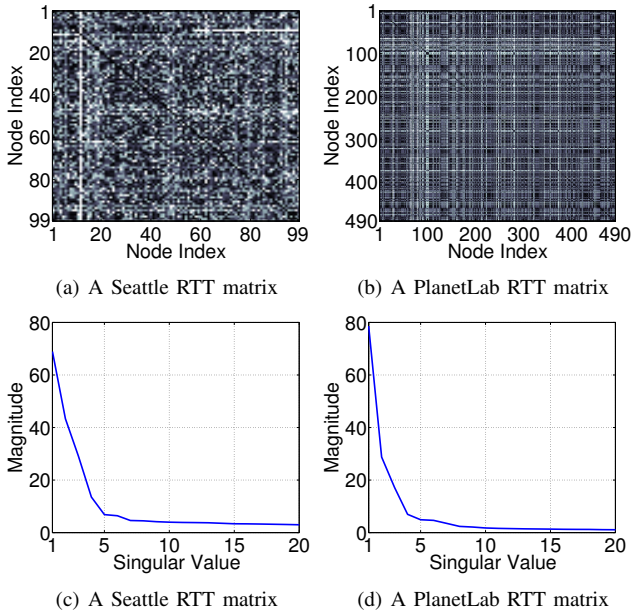 1
20
40
60
80
99
Node Index
1 20 40 60 80 99
Node Index
(a) A Seattle RTT matrix
1
100
200
300
400
490
Node Index
1 100 200 300 400 490
Node Index
(b) A PlanetLab RTT matrix
80
60
40
20
0
Magnitude
1 5 10 15 20
Singular Value
(c) A Seattle RTT matrix
80
60
40
20
0
Magnitude
1 5 10 15 20
Singular Value
(d) A PlanetLab RTT matrix